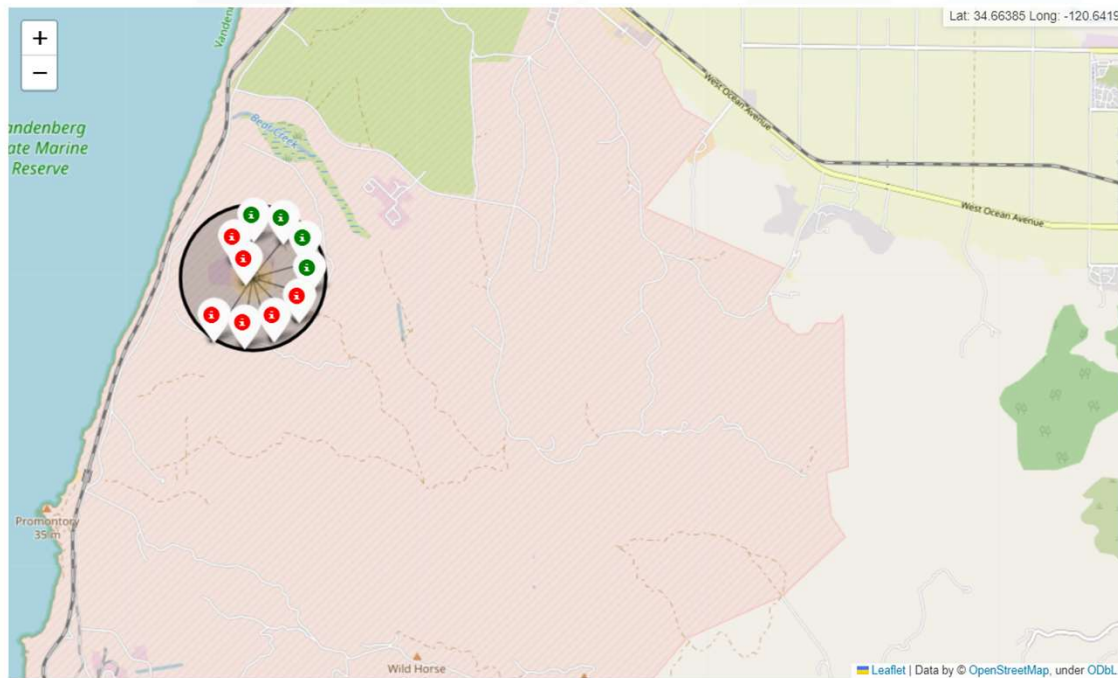 +
−
Lat: 34.66385 Long: -120.6419
andenberg
ate Marine
Reserve
Bear Creek
West Ocean Avenue
West Ocean Avenue
i
i
i
i
i
i
i
i
i
i
Promontory
35 m
Wild Horse
Leaflet | Data by © OpenStreetMap, under ODbL